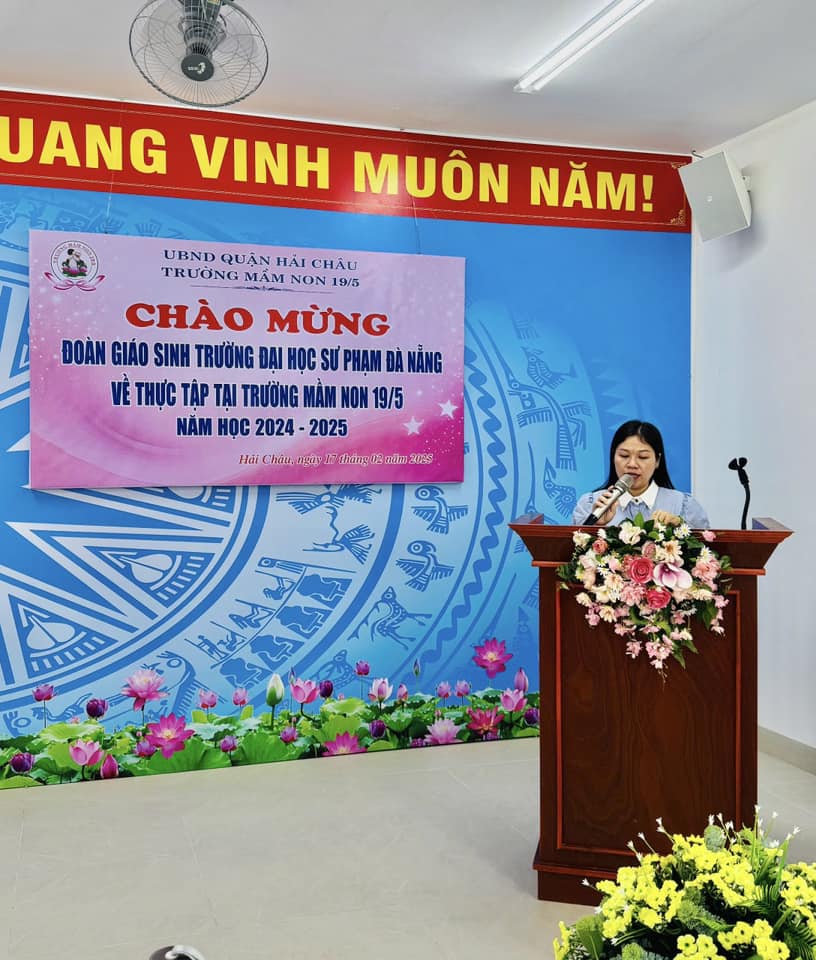 UANG VINH MUÔN NĂM!
UBND QUẬN HẢI CHÂU
TRƯỜNG MẦM NON 19/5
CHÀO MỪNG
ĐOÀN GIÁO SINH TRƯỜNG ĐẠI HỌC SƯ PHẠM ĐÀ NẴNG
VỀ THỰC TẬP TẠI TRƯỜNG MẦM NON 19/5
NĂM HỌC 2024 - 2025
Hải Châu, ngày 17 tháng 02 năm 2025